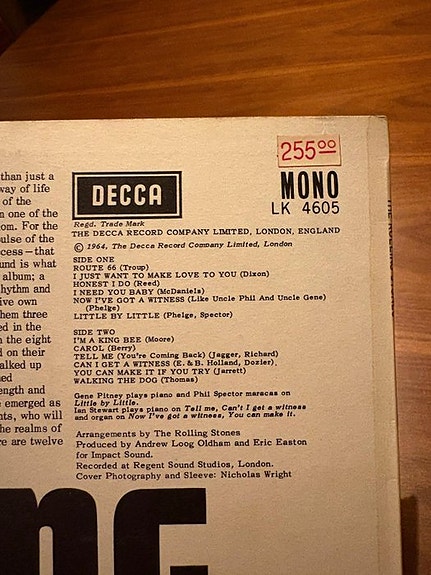 than just a
way of life
of the
one of the
om. For the
pulse of the
cess—that
und is what
album; a
hythm and
ive own
hem three
ed in the
the eight
d on their
alked up
ength and
e emerged as
nts, who will
he realms of
re are twelve
255⁰⁰
DECCA
MONO
LK 4605
Regd. Trade Mark
THE DECCA RECORD COMPANY LIMITED, LONDON, ENGLAND
© 1964, The Decca Record Company Limited, London
SIDE ONE
ROUTE 66 (Troup)
I JUST WANT TO MAKE LOVE TO YOU (Dixon)
HONEST I DO (Reed)
I NEED YOU BABY (McDaniels)
NOW I'VE GOT A WITNESS (Like Uncle Phil And Uncle Gene)
(Phelge)
LITTLE BY LITTLE (Phelge, Spector)
SIDE TWO
I'M A KING BEE (Moore)
CAROL (Berry)
TELL ME (You're Coming Back) (Jagger, Richard)
CAN I GET A WITNESS (E. & B. Holland, Dozier),
YOU CAN MAKE IT IF YOU TRY (Jarrett)
WALKING THE DOG (Thomas)
Gene Pitney plays piano and Phil Spector maracas on
Little by Little.
Ian Stewart plays piano on Tell me, Can't I get a witness
and organ on Now I've got a witness, You can make it.
Arrangements by The Rolling Stones
Produced by Andrew Loog Oldham and Eric Easton
for Impact Sound.
Recorded at Regent Sound Studios, London.
Cover Photography and Sleeve: Nicholas Wright